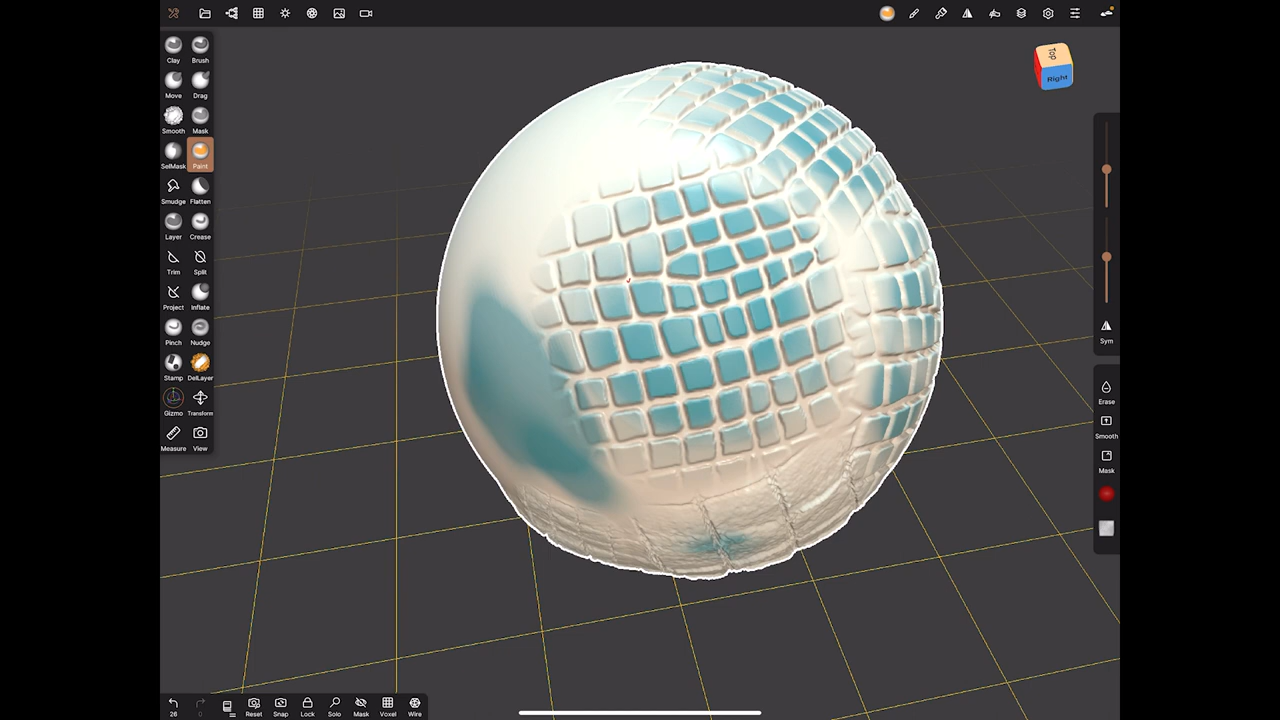 Top
Right
Clay Brush
Move Drag
Smooth Mask
SelMask Paint
Smudge Flatten
Layer Crease
Trim Split
Project Inflate
Pinch Nudge
Stamp DelLayer
Gizmo Transform
Measure View
Sym
Erase
Smooth
Mask
26 0 Reset Snap Lock Solo Mask Voxel Wire